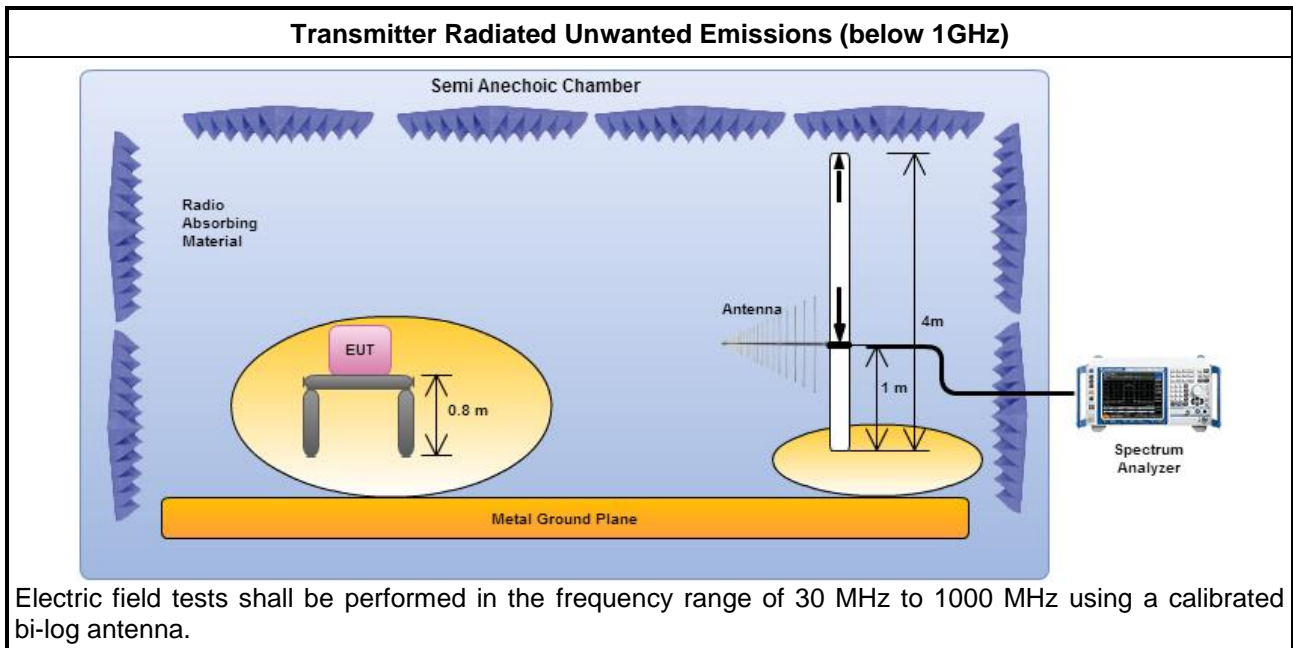 Transmitter Radiated Unwanted Emissions (below 1GHz)
Semi Anechoic Chamber
Radio
Absorbing
Material
Antenna
4m
EUT
1 m
0.8 m
Spectrum
Analyzer
Metal Ground Plane
Electric field tests shall be performed in the frequency range of 30 MHz to 1000 MHz using a calibrated
bi-log antenna.